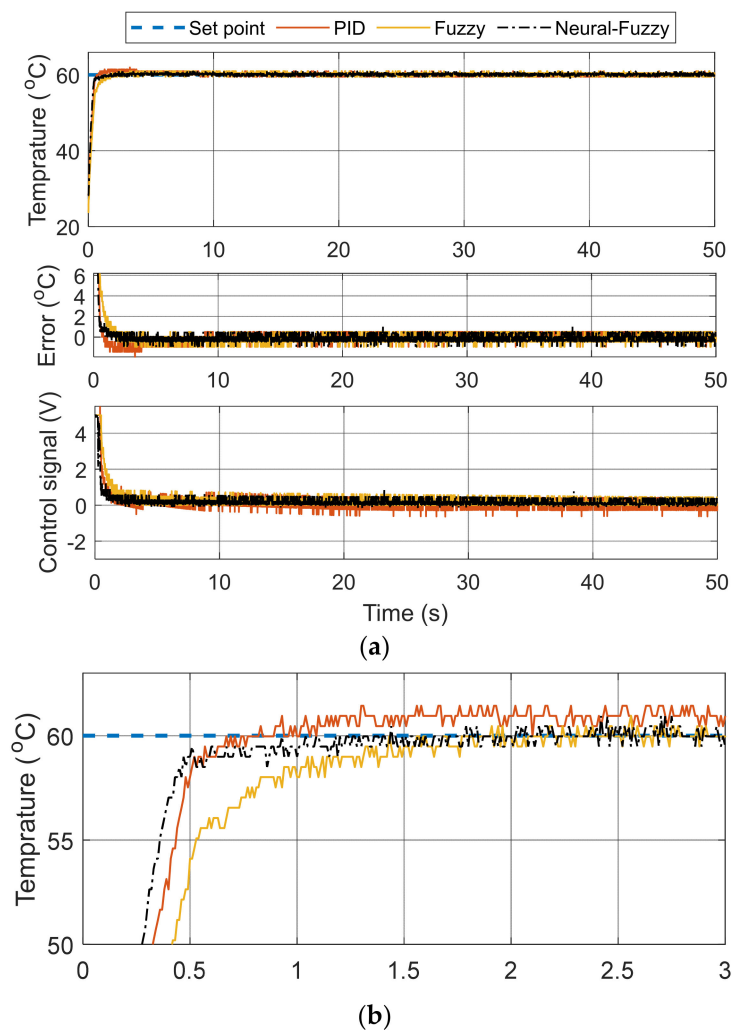 Set point PID Fuzzy Neural-Fuzzy
Temprature (°C)
60
40
20
0 10 20 30 40 50
Error (°C)
6
4
2
0
0 10 20 30 40 50
Control signal (V)
4
2
0
-2
0 10 20 30 40 50
Time (s)
(a)
Temprature (°C)
60
55
50
0 0.5 1 1.5 2 2.5 3
(b)